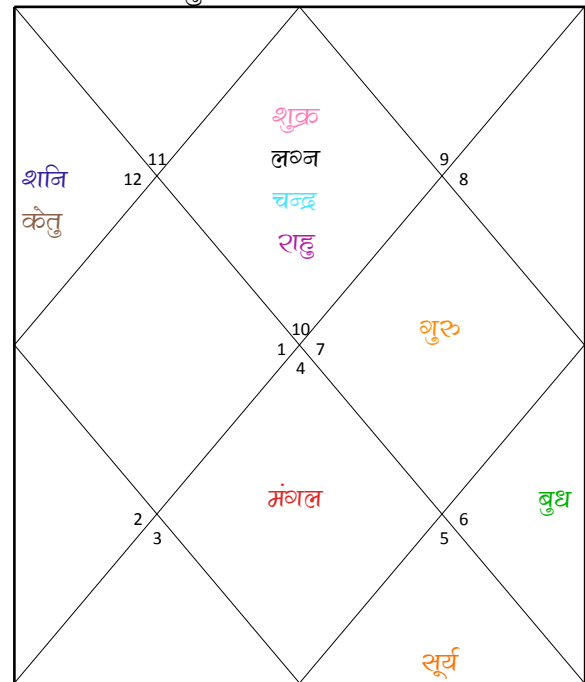 शुक्र
11 लग्न 9
शनि 12 चन्द्र 8
केतु राहु
10 गुरु
1 7
4
मंगल बुध
2 6
3 5
सूर्य